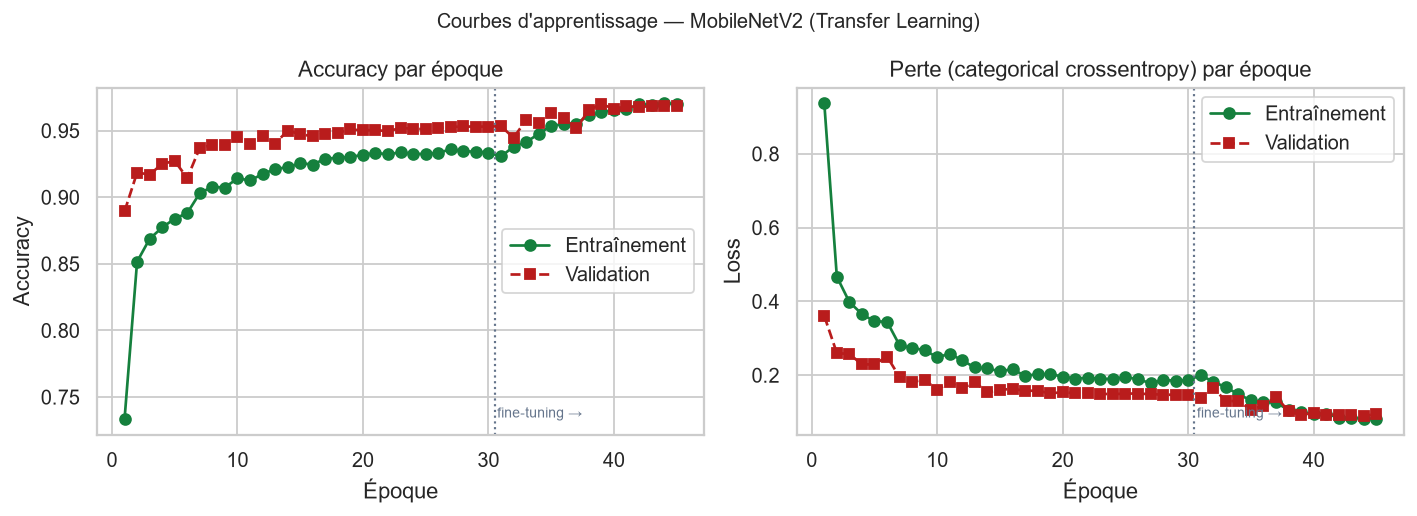 Courbes d'apprentissage — MobileNetV2 (Transfer Learning)
Accuracy par époque
Accuracy
0.95
0.90
0.85
0.80
0.75
Entraînement
Validation
fine-tuning →
0 10 20 30 40
Époque
Perte (categorical crossentropy) par époque
Loss
0.8
0.6
0.4
0.2
Entraînement
Validation
fine-tuning →
0 10 20 30 40
Époque